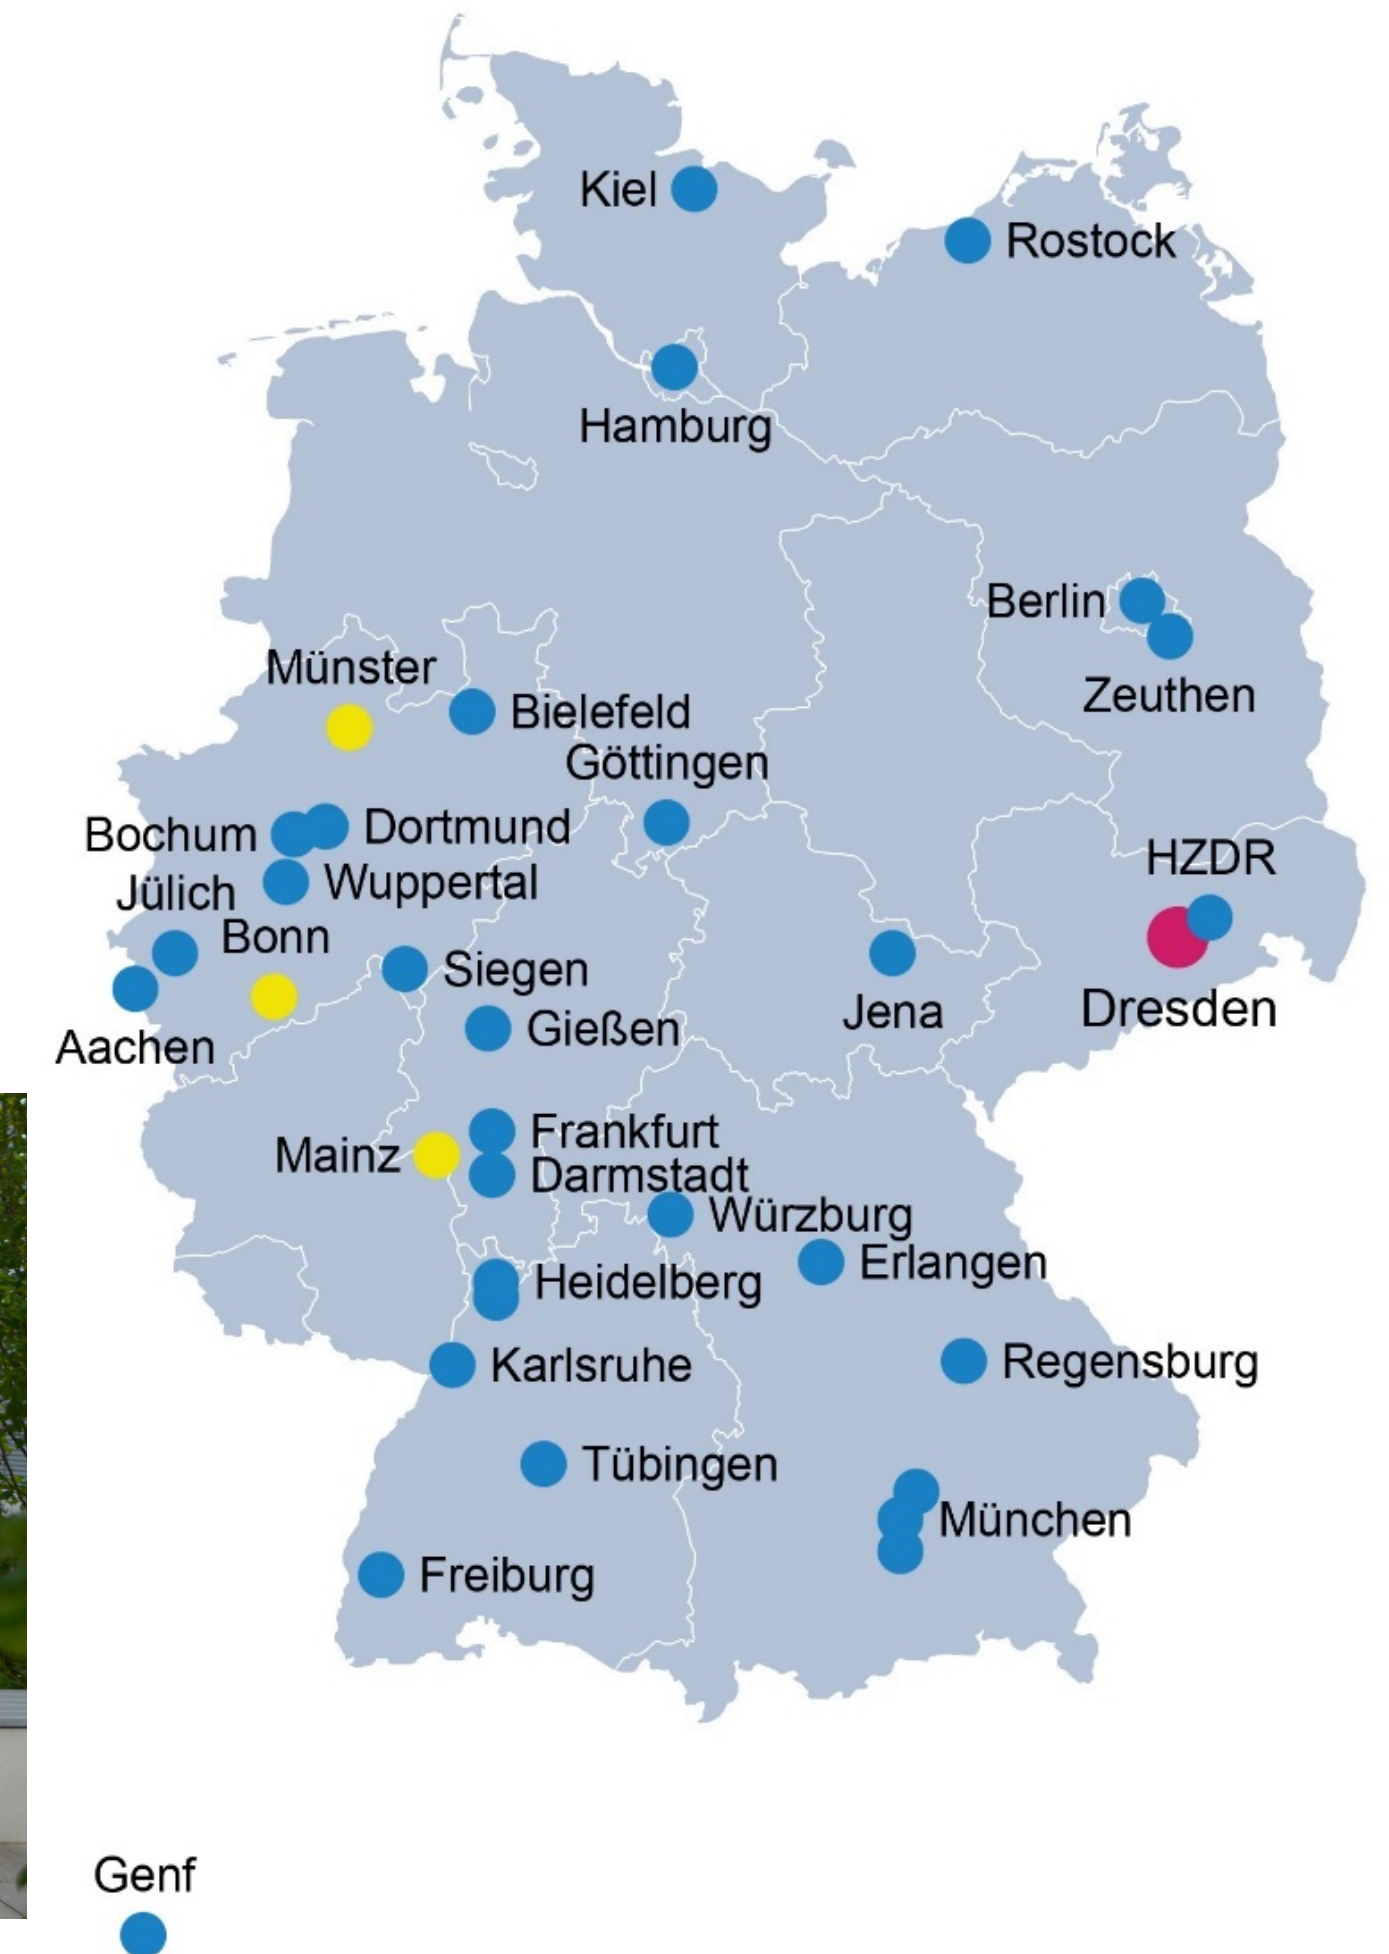 Kiel
Rostock
Hamburg
Berlin
Zeuthen
Münster
Bielefeld
Göttingen
Bochum
Dortmund
Jülich
Wuppertal
HZDR
Bonn
Siegen
Jena
Dresden
Aachen
Gießen
Frankfurt
Mainz
Darmstadt
Würzburg
Erlangen
Heidelberg
Karlsruhe
Regensburg
Tübingen
München
Freiburg
Genf